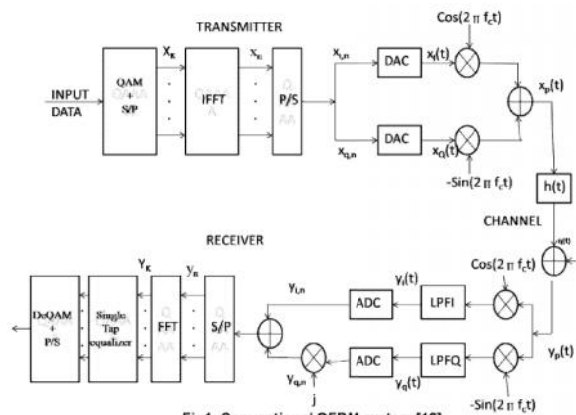 TRANSMITTER
Cos(2 π f_c t)
INPUT
DATA
QAM
+
S/P
X_K
IFFT
x_n
P/S
x_i,n
DAC
x_I(t)
x_q,n
DAC
x_Q(t)
x_p(t)
-Sin(2 π f_c t)
h(t)
CHANNEL
RECEIVER
Cos(2 π f_c t)
DeQAM
+
P/S
Y_K
Single
Tap
equalizer
FFT
y_n
S/P
y_i,n
ADC
y_i(t)
LPFI
y_q,n
j
ADC
y_q(t)
LPFQ
y_p(t)
-Sin(2 π f_c t)